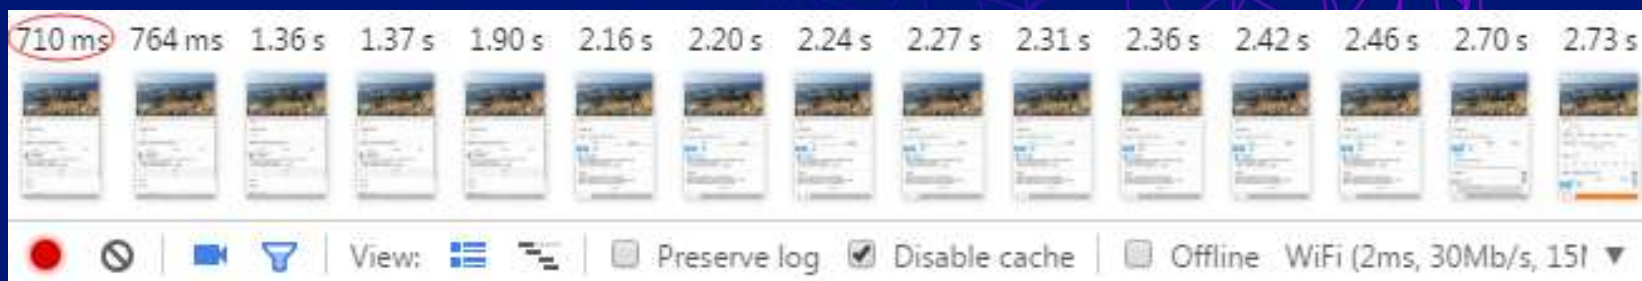 710 ms 764 ms 1.36 s 1.37 s 1.90 s 2.16 s 2.20 s 2.24 s 2.27 s 2.31 s 2.36 s 2.42 s 2.46 s 2.70 s 2.73 s
View: Preserve log Disable cache Offline WiFi (2ms, 30Mb/s, 15